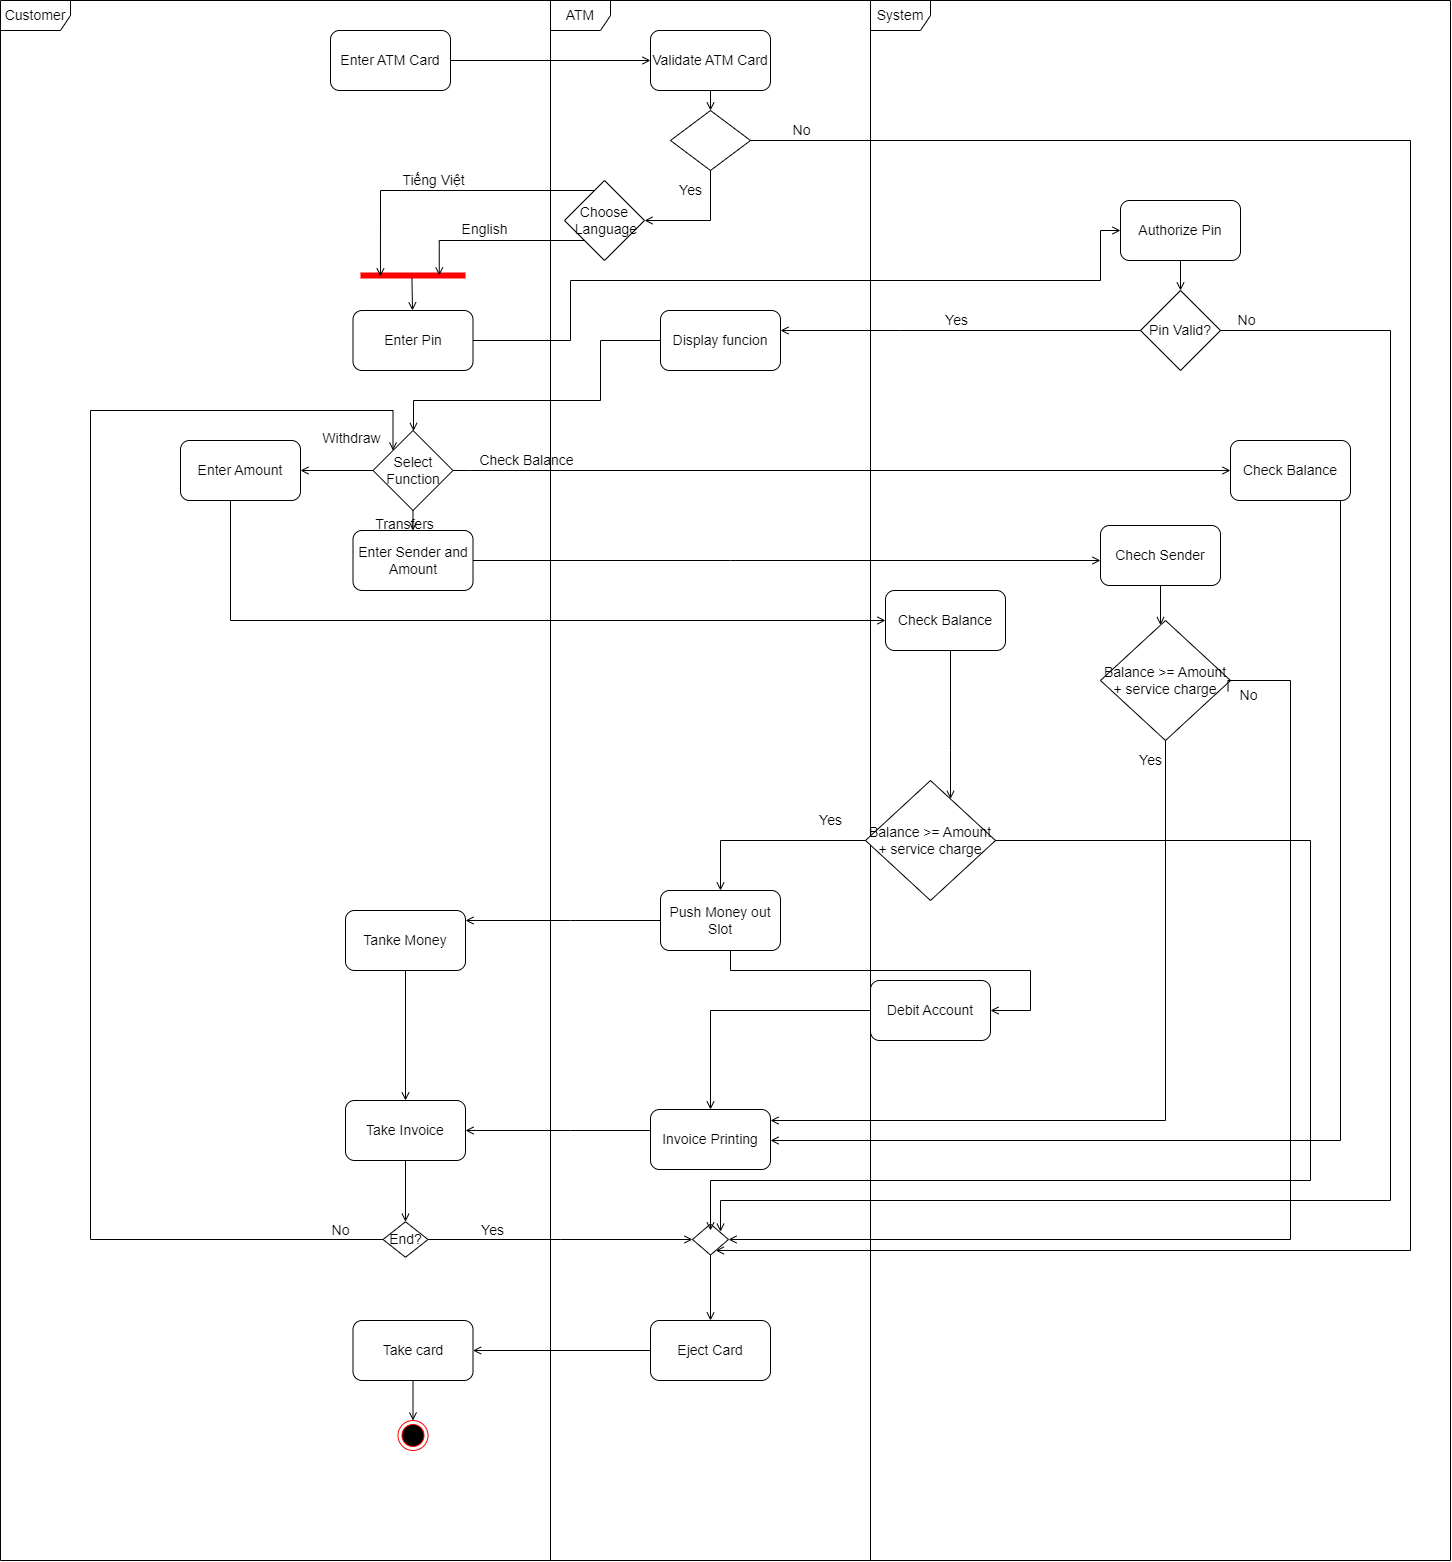 Customer
ATM
System
Enter ATM Card
Validate ATM Card
No
Tiếng Việt
Yes
Choose
Language
English
Authorize Pin
Enter Pin
Display funcion
Yes
Pin Valid?
No
Withdraw
Enter Amount
Select
Function
Check Balance
Check Balance
Transfers
Enter Sender and
Amount
Chech Sender
Check Balance
Balance >= Amount
+ service charge
No
Yes
Yes
Balance >= Amount
+ service charge
Push Money out
Slot
Tanke Money
Debit Account
Take Invoice
Invoice Printing
No
End?
Yes
Take card
Eject Card